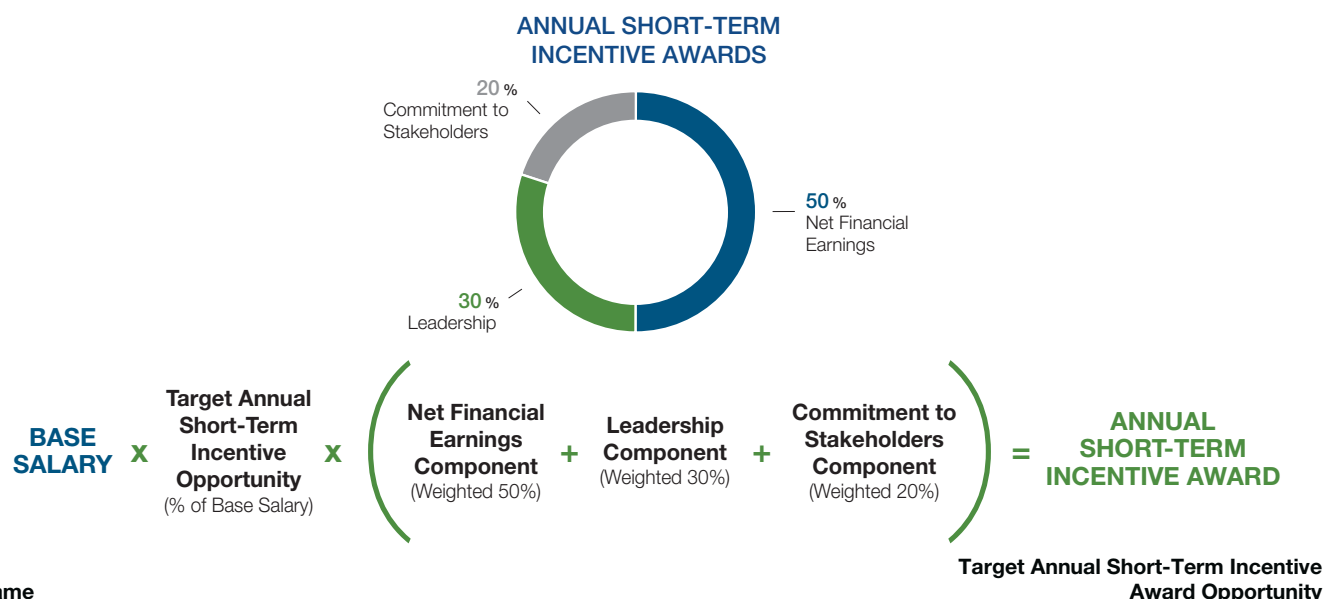 ANNUAL SHORT-TERM
INCENTIVE AWARDS
20 %
Commitment to
Stakeholders
50 %
Net Financial
Earnings
30 %
Leadership
BASE
SALARY
x
Target Annual
Short-Term
Incentive
Opportunity
(% of Base Salary)
x
(
Net Financial
Earnings
Component
(Weighted 50%)
+
Leadership
Component
(Weighted 30%)
+
Commitment to
Stakeholders
Component
(Weighted 20%)
)
=
ANNUAL
SHORT-TERM
INCENTIVE AWARD
Target Annual Short-Term Incentive
Award Opportunity